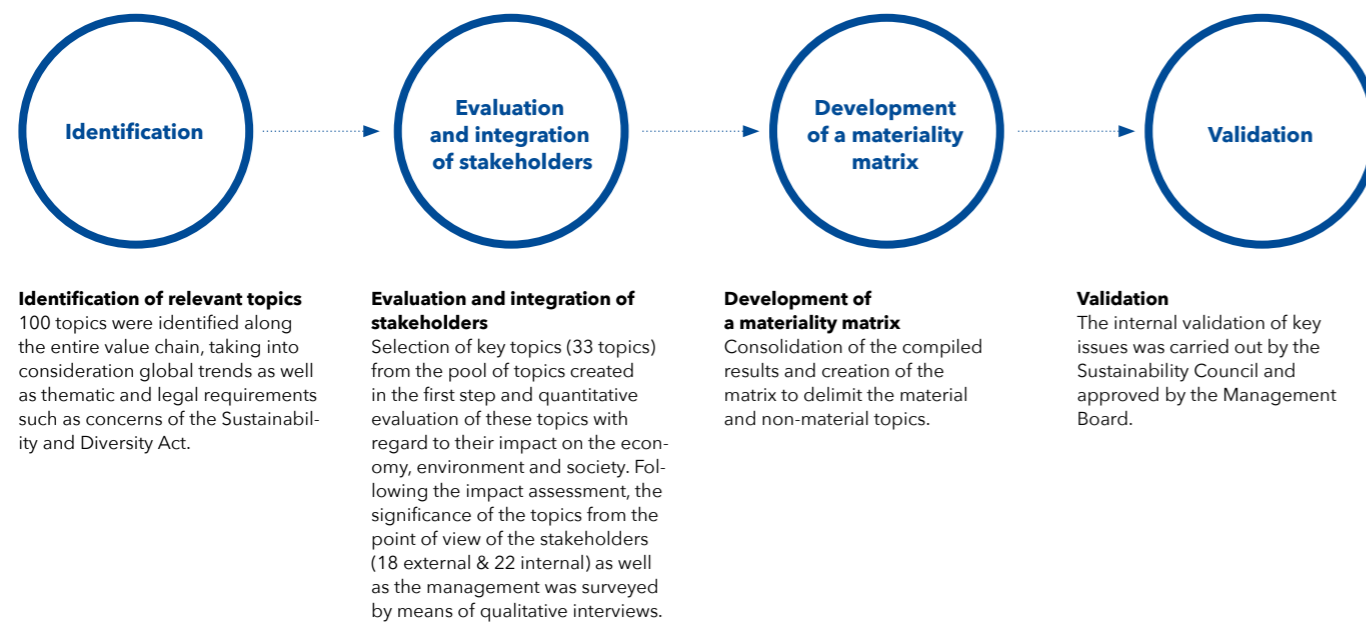 Identification
Evaluation
and integration
of stakeholders
Development
of a materiality
matrix
Validation
Identification of relevant topics
100 topics were identified along
the entire value chain, taking into
consideration global trends as well
as thematic and legal requirements
such as concerns of the Sustainabil-
ity and Diversity Act.
Evaluation and integration of
stakeholders
Selection of key topics (33 topics)
from the pool of topics created
in the first step and quantitative
evaluation of these topics with
regard to their impact on the econ-
omy, environment and society. Fol-
lowing the impact assessment, the
significance of the topics from the
point of view of the stakeholders
(18 external & 22 internal) as well
as the management was surveyed
by means of qualitative interviews.
Development of
a materiality matrix
Consolidation of the compiled
results and creation of the
matrix to delimit the material
and non-material topics.
Validation
The internal validation of key
issues was carried out by the
Sustainability Council and
approved by the Management
Board.